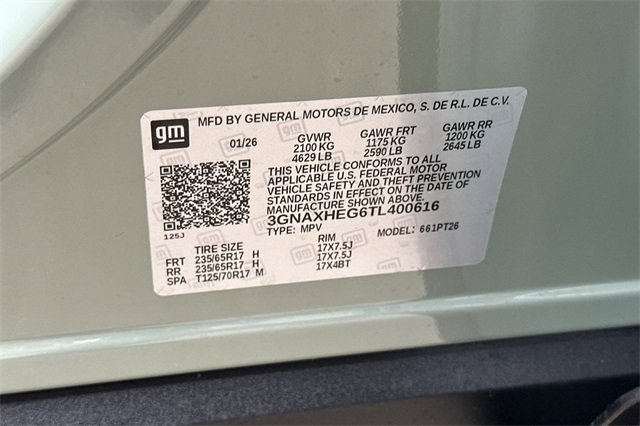 gm MFD BY GENERAL MOTORS DE MEXICO, S. DE R.L. DE C.V.
01/26 GVWR GAWR FRT GAWR RR
2100 KG 1175 KG 1200 KG
4629 LB 2590 LB 2645 LB
THIS VEHICLE CONFORMS TO ALL
APPLICABLE U.S. FEDERAL MOTOR
VEHICLE SAFETY AND THEFT PREVENTION
STANDARDS IN EFFECT ON THE DATE OF
MANUFACTURE SHOWN ABOVE.
3GNAXHEG6TL400616
125J TYPE: MPV MODEL: 661PT26
TIRE SIZE RIM
FRT 235/65R17 H 17X7.5J
RR 235/65R17 H 17X7.5J
SPA T125/70R17 M 17X4BT